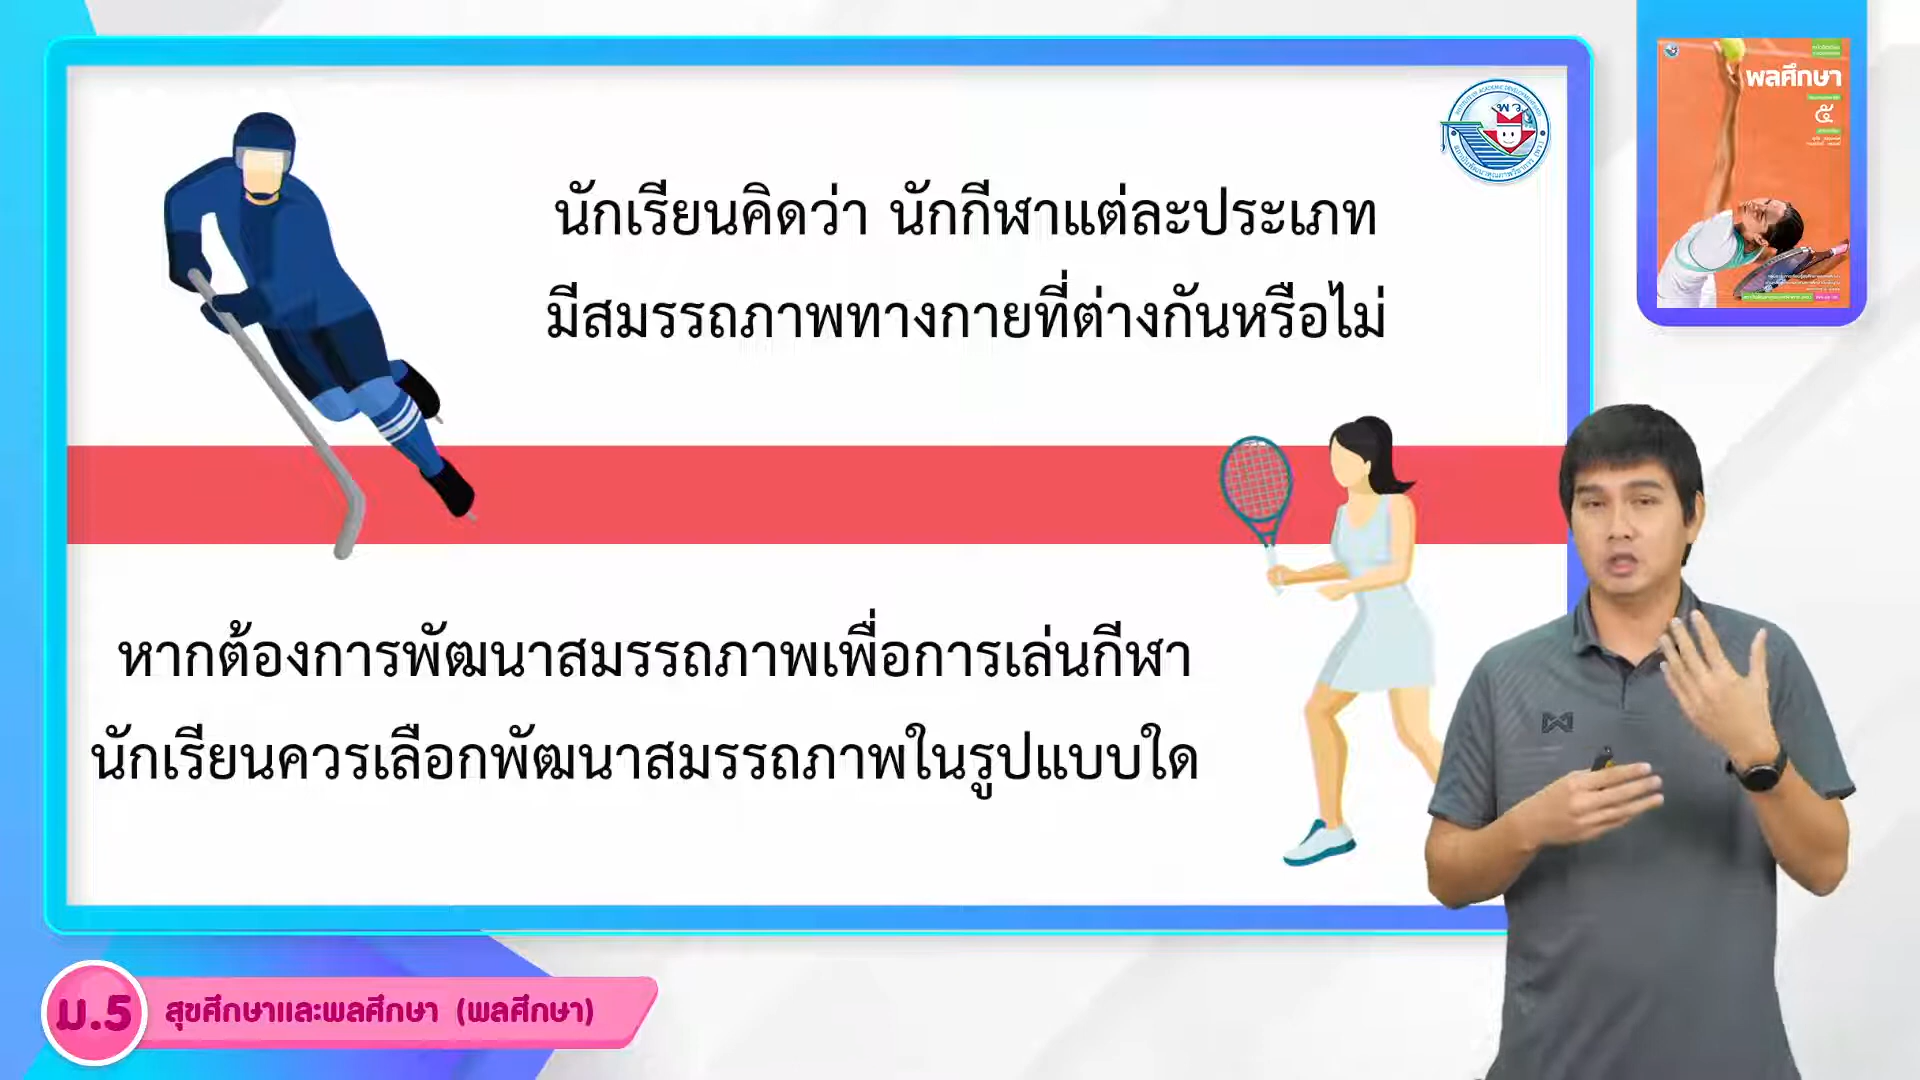 นักเรียนคิดว่า นักกีฬาแต่ละประเภท
มีสมรรถภาพทางกายที่ต่างกันหรือไม่
หากต้องการพัฒนาสมรรถภาพเพื่อการเล่นกีฬา
นักเรียนควรเลือกพัฒนาสมรรถภาพในรูปแบบใด
พลศึกษา
๕
พว.
ม.5
สุขศึกษาและพลศึกษา (พลศึกษา)